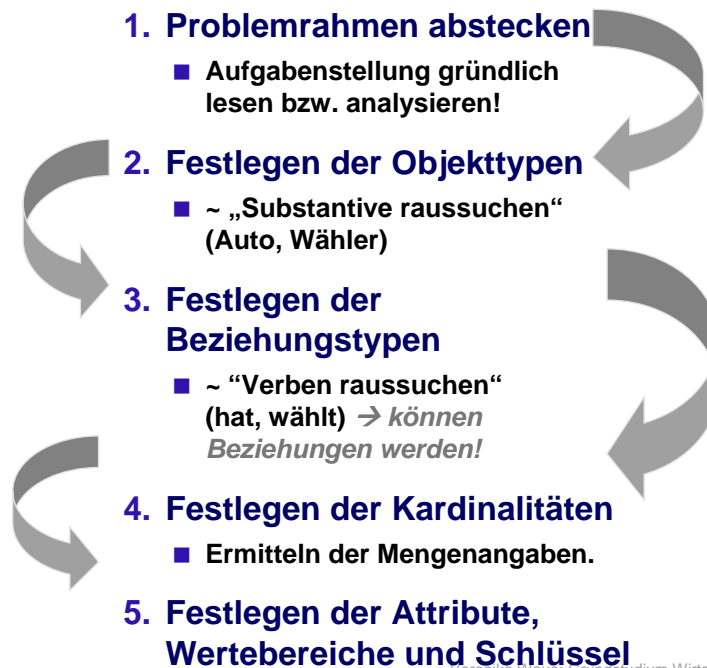 1. Problemrahmen abstecken
■ Aufgabenstellung gründlich
lesen bzw. analysieren!
2. Festlegen der Objekttypen
■ ~ „Substantive raussuchen“
(Auto, Wähler)
3. Festlegen der
Beziehungstypen
■ ~ “Verben raussuchen“
(hat, wählt) → können
Beziehungen werden!
4. Festlegen der Kardinalitäten
■ Ermitteln der Mengenangaben.
5. Festlegen der Attribute,
Wertebereiche und Schlüssel